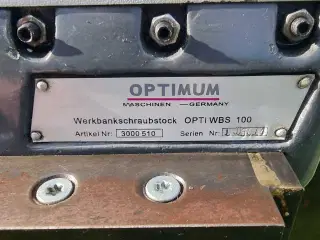 OPTIMUM
MASCHINEN - GERMANY
Werkbankschraubstock OPTI WBS 100
Artikel Nr: 3000 510 Serien Nr: